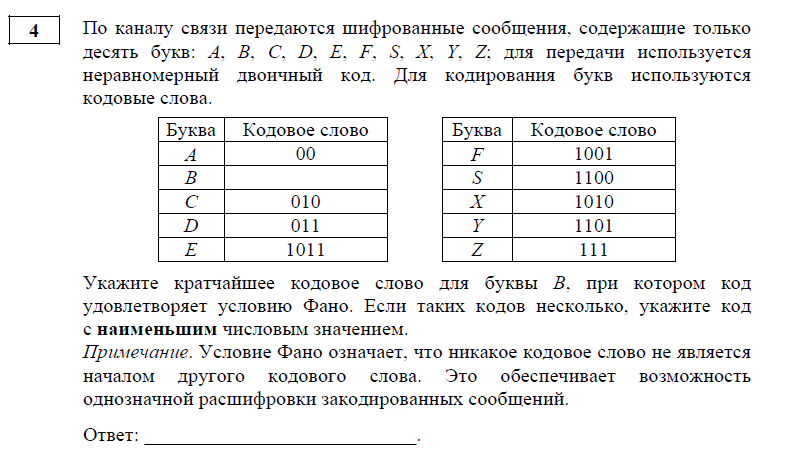 4
По каналу связи передаются шифрованные сообщения, содержащие только
десять букв: A, B, C, D, E, F, S, X, Y, Z; для передачи используется
неравномерный двоичный код. Для кодирования букв используются
кодовые слова.
Буква Кодовое слово
A 00
B
C 010
D 011
E 1011
Буква Кодовое слово
F 1001
S 1100
X 1010
Y 1101
Z 111
Укажите кратчайшее кодовое слово для буквы B, при котором код
удовлетворяет условию Фано. Если таких кодов несколько, укажите код
с наименьшим числовым значением.
Примечание. Условие Фано означает, что никакое кодовое слово не является
началом другого кодового слова. Это обеспечивает возможность
однозначной расшифровки закодированных сообщений.
Ответ: ____________________________.